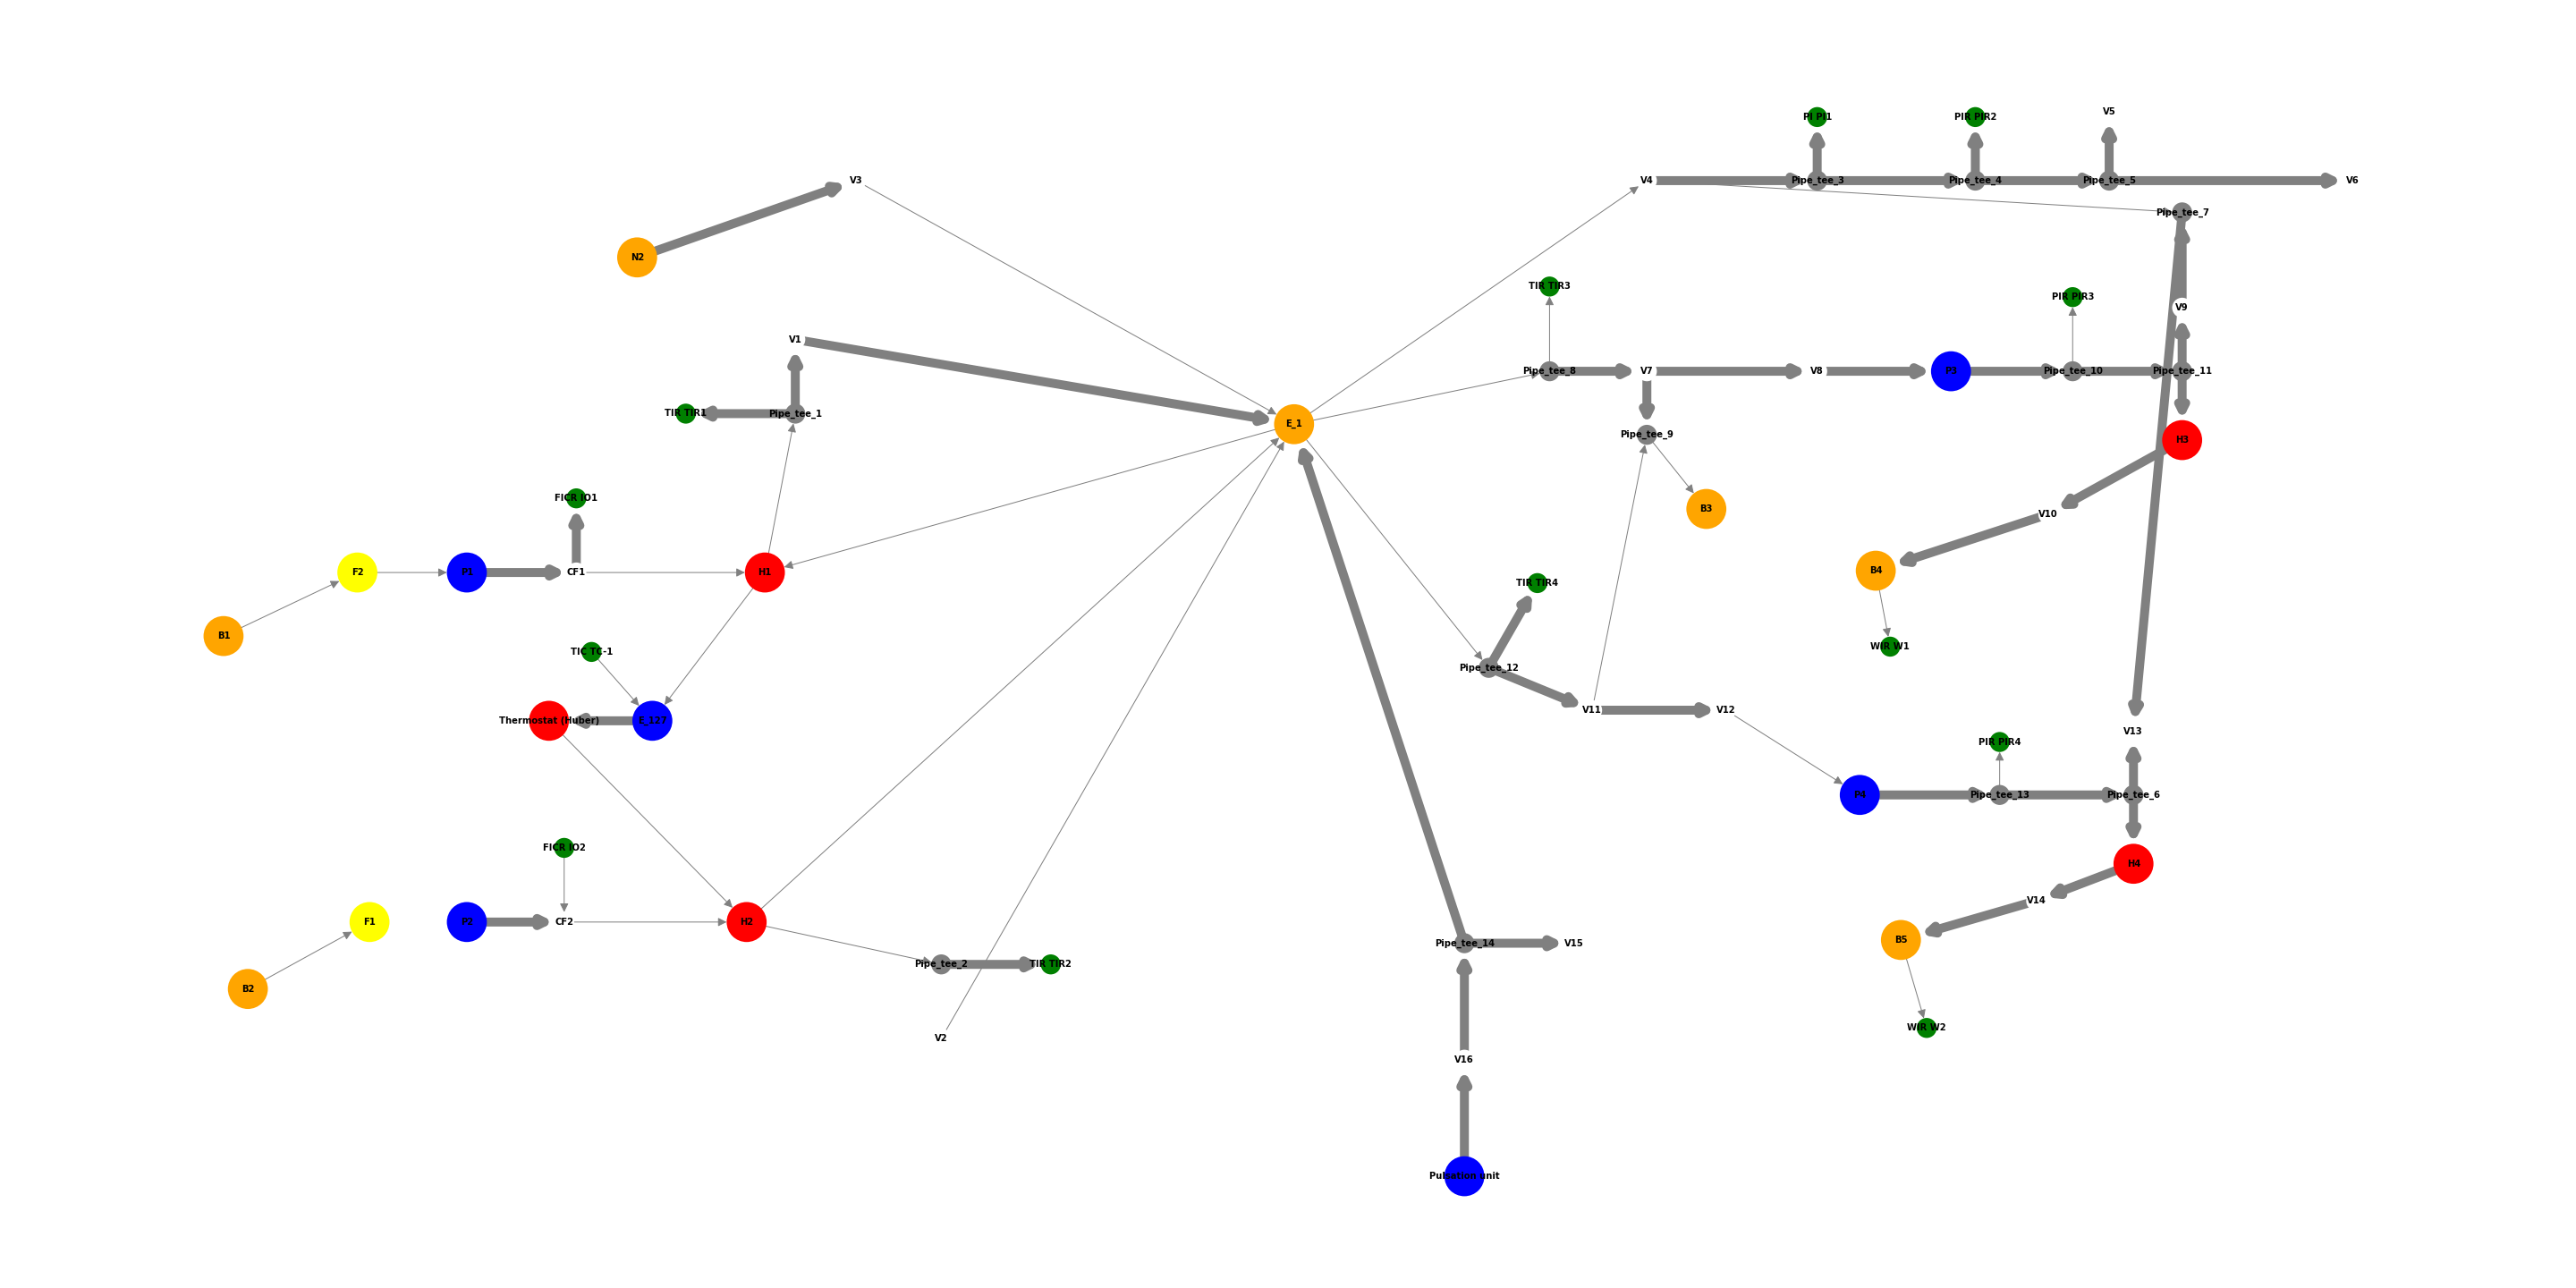 V5
PI PI1
PIR PIR2
V3
V4
Pipe_tee_3
Pipe_tee_4
Pipe_tee_5
V6
Pipe_tee_7
N2
TIR TIR3
PIR PIR3
V9
V1
Pipe_tee_8
V7
V8
P3
Pipe_tee_10
Pipe_tee_11
TIR TIR1
Pipe_tee_1
E_1
Pipe_tee_9
H3
FICR IO1
B3
V10
F2
P1
CF1
H1
B4
TIR TIR4
B1
WIR W1
TIC TC-1
Pipe_tee_12
Thermostat (Huber)
E_127
V11
V12
V13
PIR PIR4
P4
Pipe_tee_13
Pipe_tee_6
FICR IO2
H4
V14
F1
P2
CF2
H2
B5
Pipe_tee_14
V15
Pipe_tee_2
TIR TIR2
B2
WIR W2
V2
V16
Pulsation unit